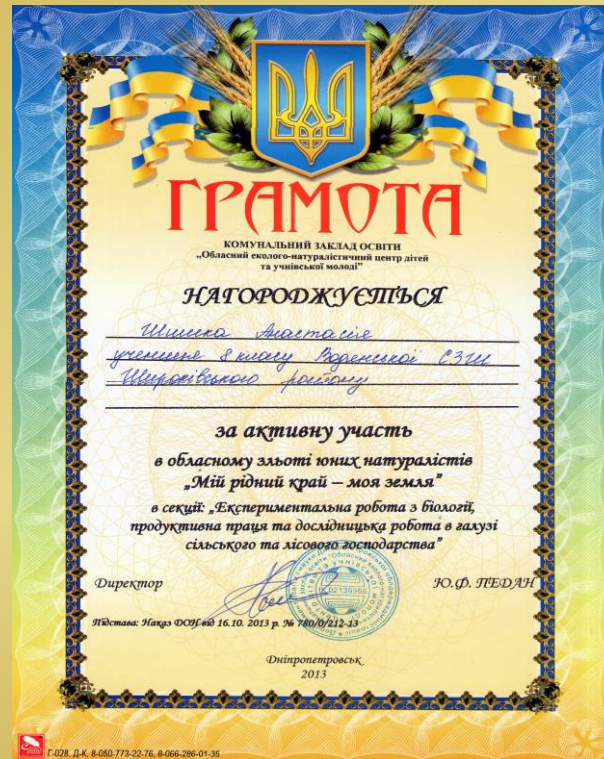 ГРАМОТА
КОМУНАЛЬНИЙ ЗАКЛАД ОСВІТИ
„Обласний еколого-натуралістичний центр дітей
та учнівської молоді”
НАГОРОДЖУЄТЬСЯ
Шишка Анастасія
учениця 8 класу Воденської СЗШ
Широківського району
за активну участь
в обласному зльоті юних натуралістів
„Мій рідний край – моя земля”
в секції: „Експериментальна робота з біології,
продуктивна праця та дослідницька робота в галузі
сільського та лісового господарства”
Директор
Ю.Ф. ПЕДАН
02139966
Підстава: Наказ ДОН від 16.10. 2013 р. № 780/0/212-13
Дніпропетровськ
2013
Г-028, Д-К, 8-050-773-22-76, 8-066-286-01-35